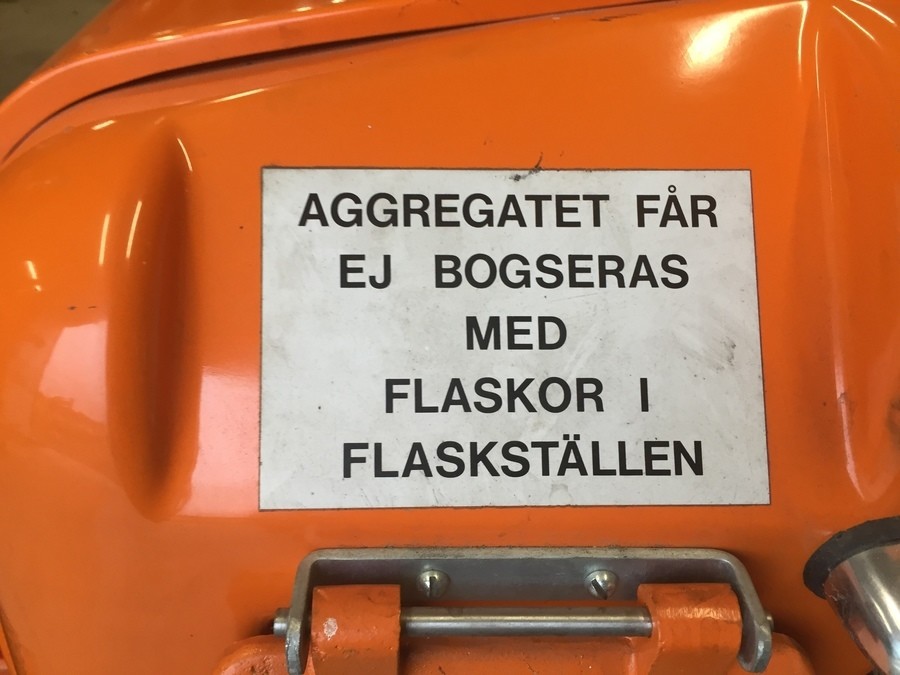 AGGREGATET FÅR
EJ BOGSERAS
MED
FLASKOR I
FLASKSTÄLLEN